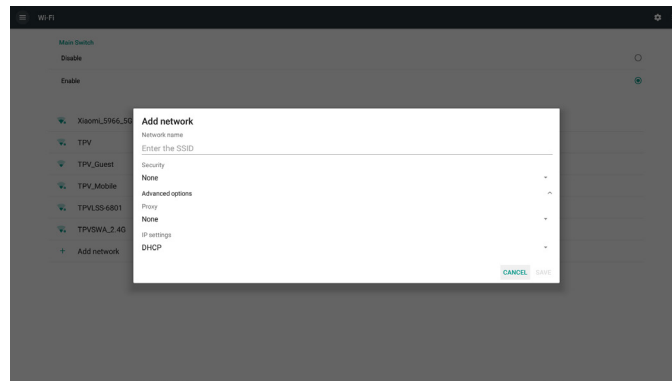 Wi-Fi
Main Switch
Disable
Enable
Xiaomi_5966_5G
TPV
TPV_Guest
TPV_Mobile
TPVLSS-6801
TPVSWA_2.4G
Add network
Add network
Network name
Enter the SSID
Security
None
Advanced options
Proxy
None
IP settings
DHCP
CANCEL SAVE